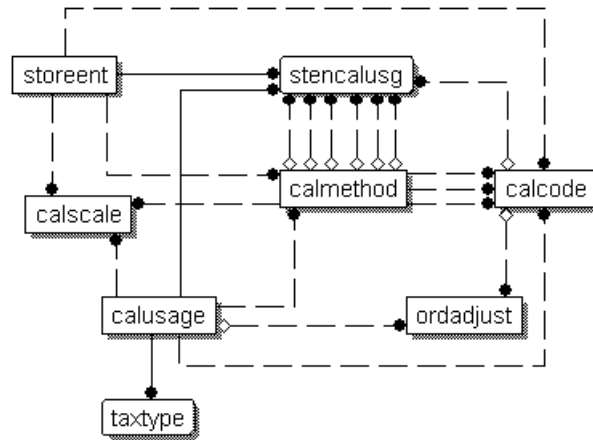 storeent
stencalusg
calmethod
calcode
calscale
calusage
ordadjust
taxtype